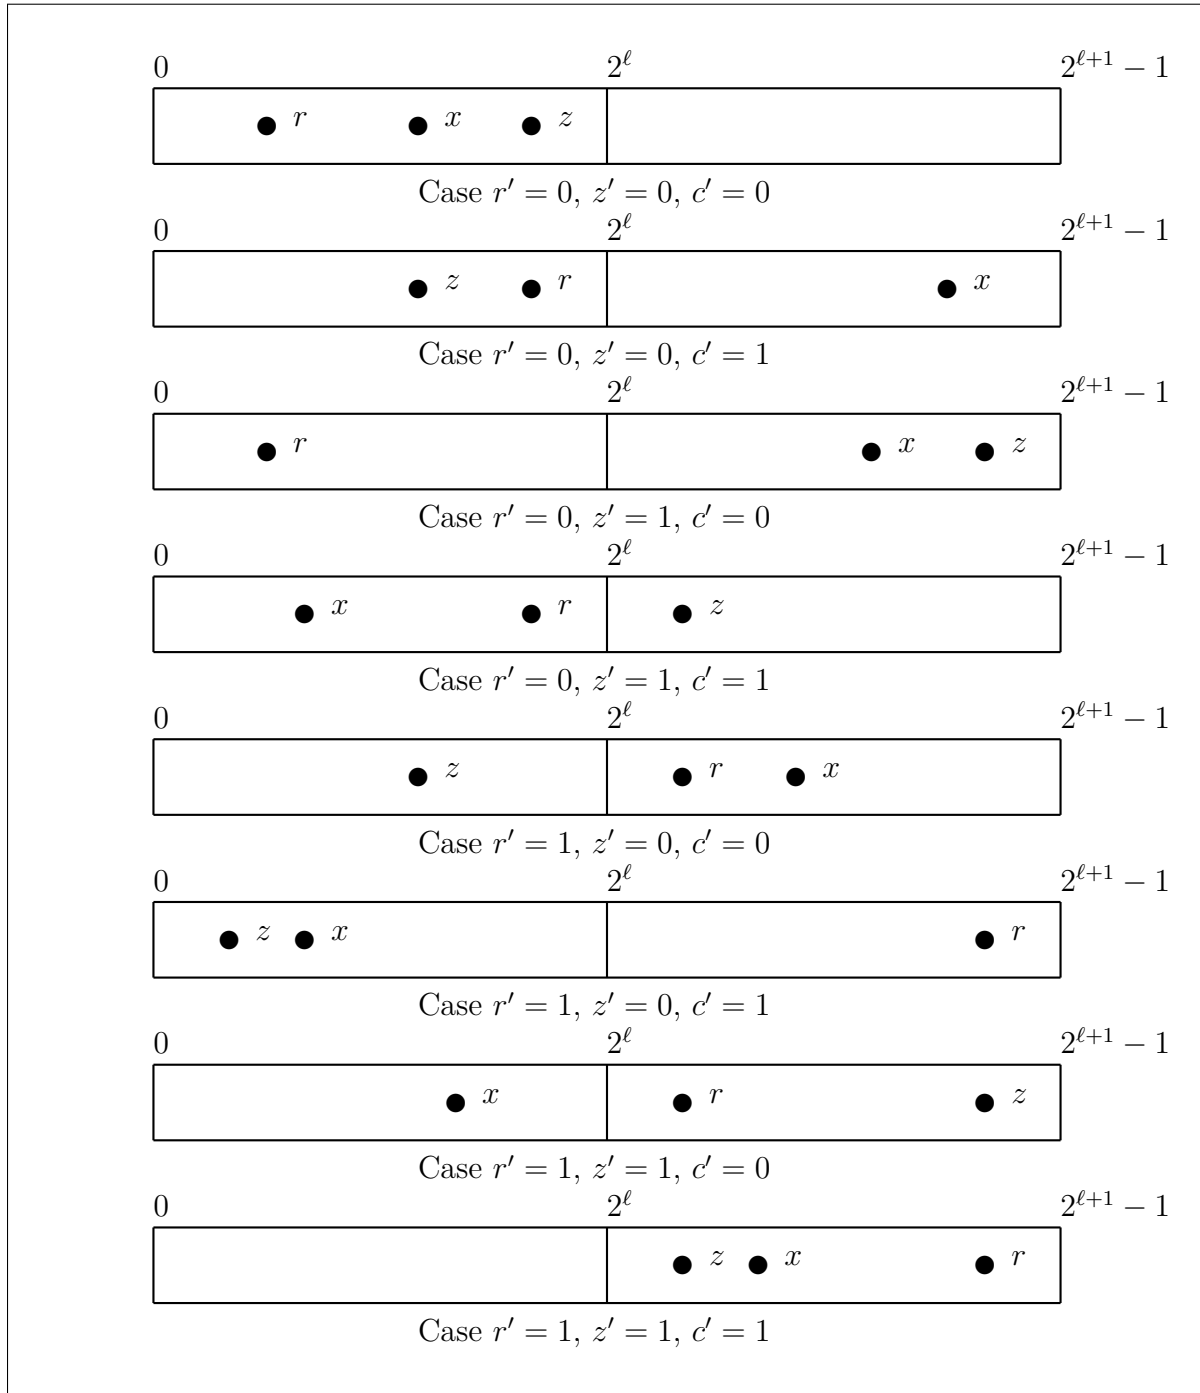 0 2^ℓ 2^{ℓ+1} − 1
r x z
Case r′ = 0, z′ = 0, c′ = 0
0 2^ℓ 2^{ℓ+1} − 1
z r x
Case r′ = 0, z′ = 0, c′ = 1
0 2^ℓ 2^{ℓ+1} − 1
r x z
Case r′ = 0, z′ = 1, c′ = 0
0 2^ℓ 2^{ℓ+1} − 1
x r z
Case r′ = 0, z′ = 1, c′ = 1
0 2^ℓ 2^{ℓ+1} − 1
z r x
Case r′ = 1, z′ = 0, c′ = 0
0 2^ℓ 2^{ℓ+1} − 1
z x r
Case r′ = 1, z′ = 0, c′ = 1
0 2^ℓ 2^{ℓ+1} − 1
x r z
Case r′ = 1, z′ = 1, c′ = 0
0 2^ℓ 2^{ℓ+1} − 1
z x r
Case r′ = 1, z′ = 1, c′ = 1